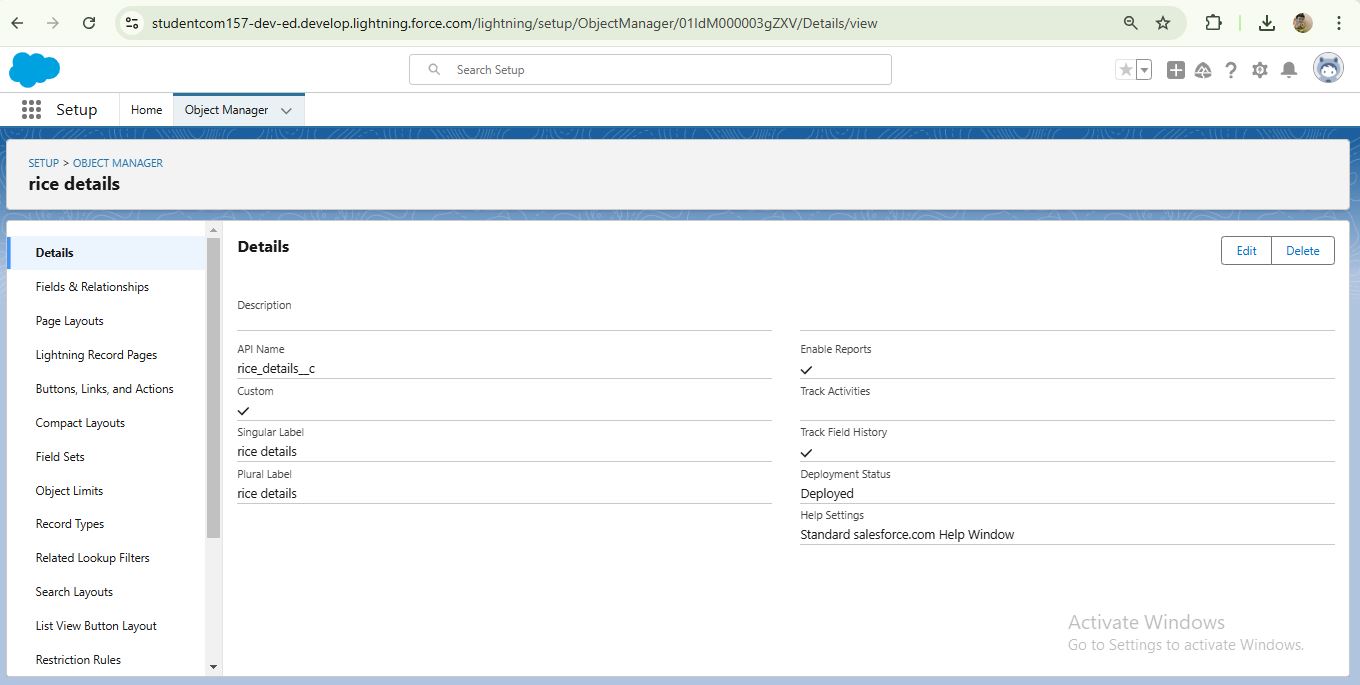 studentcom157-dev-ed.develop.lightning.force.com/lightning/setup/ObjectManager/01IdM000003gZXV/Details/view
Search Setup
Setup
Home
Object Manager
SETUP > OBJECT MANAGER
rice details
Details
Fields & Relationships
Page Layouts
Lightning Record Pages
Buttons, Links, and Actions
Compact Layouts
Field Sets
Object Limits
Record Types
Related Lookup Filters
Search Layouts
List View Button Layout
Restriction Rules
Details
Edit
Delete
Description
API Name
rice_details__c
Custom
Singular Label
rice details
Plural Label
rice details
Enable Reports
Track Activities
Track Field History
Deployment Status
Deployed
Help Settings
Standard salesforce.com Help Window
Activate Windows
Go to Settings to activate Windows.